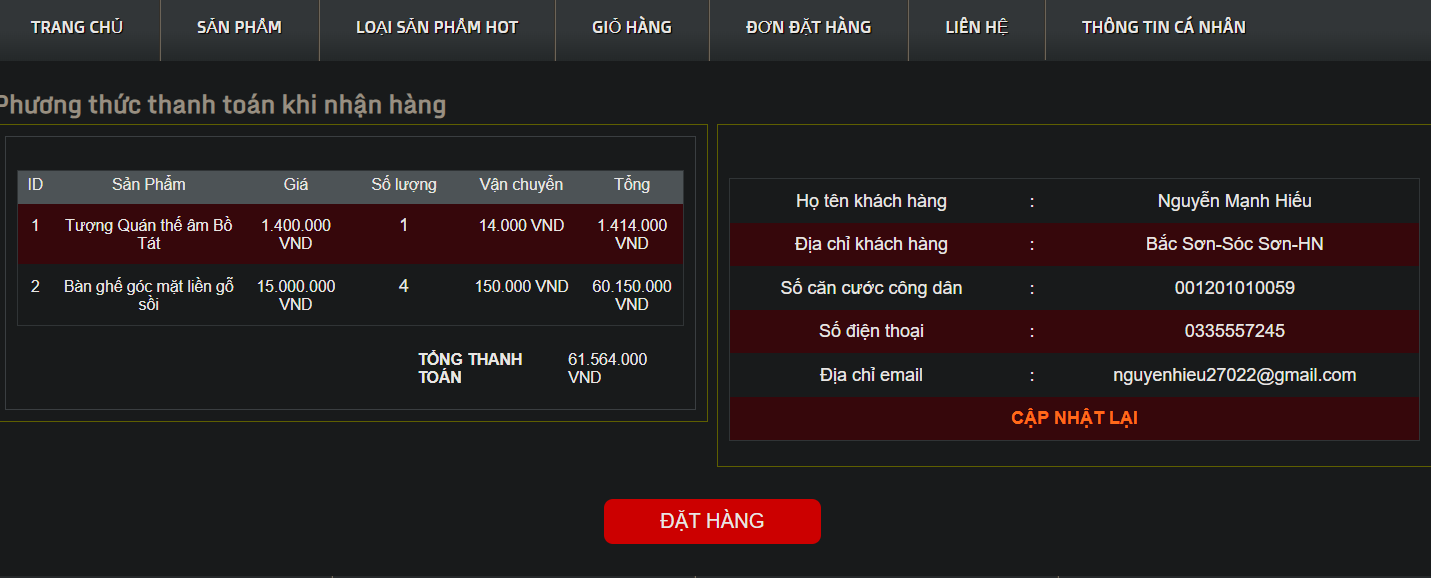 TRANG CHỦ SẢN PHẨM LOẠI SẢN PHẨM HOT GIỎ HÀNG ĐƠN ĐẶT HÀNG LIÊN HỆ THÔNG TIN CÁ NHÂN
Phương thức thanh toán khi nhận hàng
ID Sản Phẩm Giá Số lượng Vận chuyển Tổng
1 Tượng Quán thế âm Bồ 1.400.000 1 14.000 VND 1.414.000
Tát VND VND
2 Bàn ghế góc mặt liền gỗ 15.000.000 4 150.000 VND 60.150.000
sồi VND VND
TỔNG THANH 61.564.000
TOÁN VND
Họ tên khách hàng : Nguyễn Mạnh Hiếu
Địa chỉ khách hàng : Bắc Sơn-Sóc Sơn-HN
Số căn cước công dân : 001201010059
Số điện thoại : 0335557245
Địa chỉ email : nguyenhieu27022@gmail.com
CẬP NHẬT LẠI
ĐẶT HÀNG